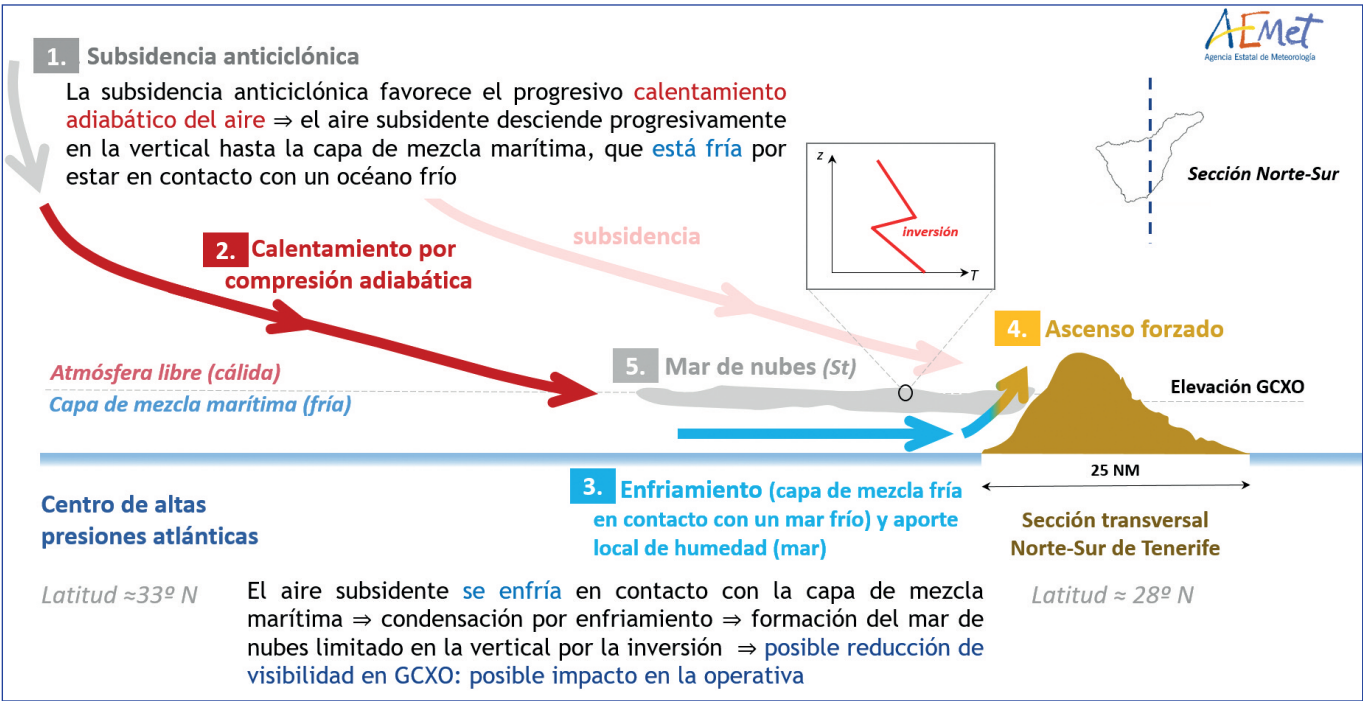 AEMet
Agencia Estatal de Meteorología
1. Subsidencia anticiclónica
La subsidencia anticiclónica favorece el progresivo calentamiento
adiabático del aire ⇒ el aire subsidente desciende progresivamente
en la vertical hasta la capa de mezcla marítima, que está fría por
estar en contacto con un océano frío
Sección Norte-Sur
z
inversión
T
subsidencia
2. Calentamiento por
compresión adiabática
4. Ascenso forzado
5. Mar de nubes (St)
Atmósfera libre (cálida)
Capa de mezcla marítima (fría)
Elevación GCXO
25 NM
3. Enfriamiento (capa de mezcla fría
en contacto con un mar frío) y aporte
local de humedad (mar)
Centro de altas
presiones atlánticas
Sección transversal
Norte-Sur de Tenerife
Latitud ≈33º N
Latitud ≈ 28º N
El aire subsidente se enfría en contacto con la capa de mezcla
marítima ⇒ condensación por enfriamiento ⇒ formación del mar de
nubes limitado en la vertical por la inversión ⇒ posible reducción de
visibilidad en GCXO: posible impacto en la operativa